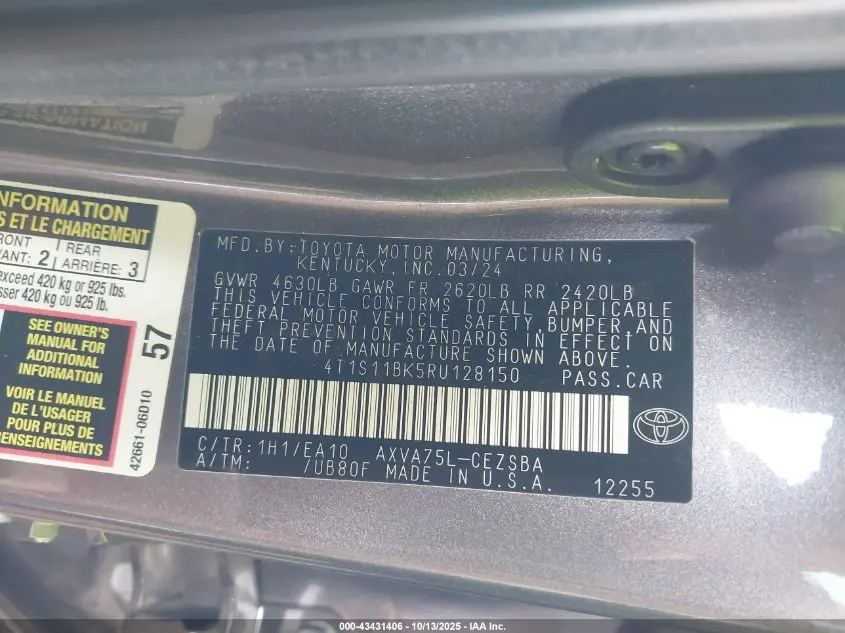 INFORMATION
S ET LE CHARGEMENT
FRONT
VANT: 2
REAR
ARRIÈRE: 3
exceed 420 kg or 925 lbs.
sser 420 kg ou 925 lb.
SEE OWNER'S
MANUAL FOR
ADDITIONAL
INFORMATION
VOIR LE MANUEL
DE L'USAGER
POUR PLUS DE
RENSEIGNEMENTS
57
42661-06D10
MFD.BY:TOYOTA MOTOR MANUFACTURING,
KENTUCKY,INC.03/24
GVWR 4630LB GAWR FR 2620LB RR 2420LB
THIS VEHICLE CONFORMS TO ALL APPLICABLE
FEDERAL MOTOR VEHICLE SAFETY,BUMPER,AND
THEFT PREVENTION STANDARDS IN EFFECT ON
THE DATE OF MANUFACTURE SHOWN ABOVE.
4T1S11BK5RU128150 PASS.CAR
C/TR:1H1/EA10 AXVA75L-CEZSBA
A/TM: 7UB80F MADE IN U.S.A. 12255
000-43431406 - 10/13/2025 - IAA Inc.